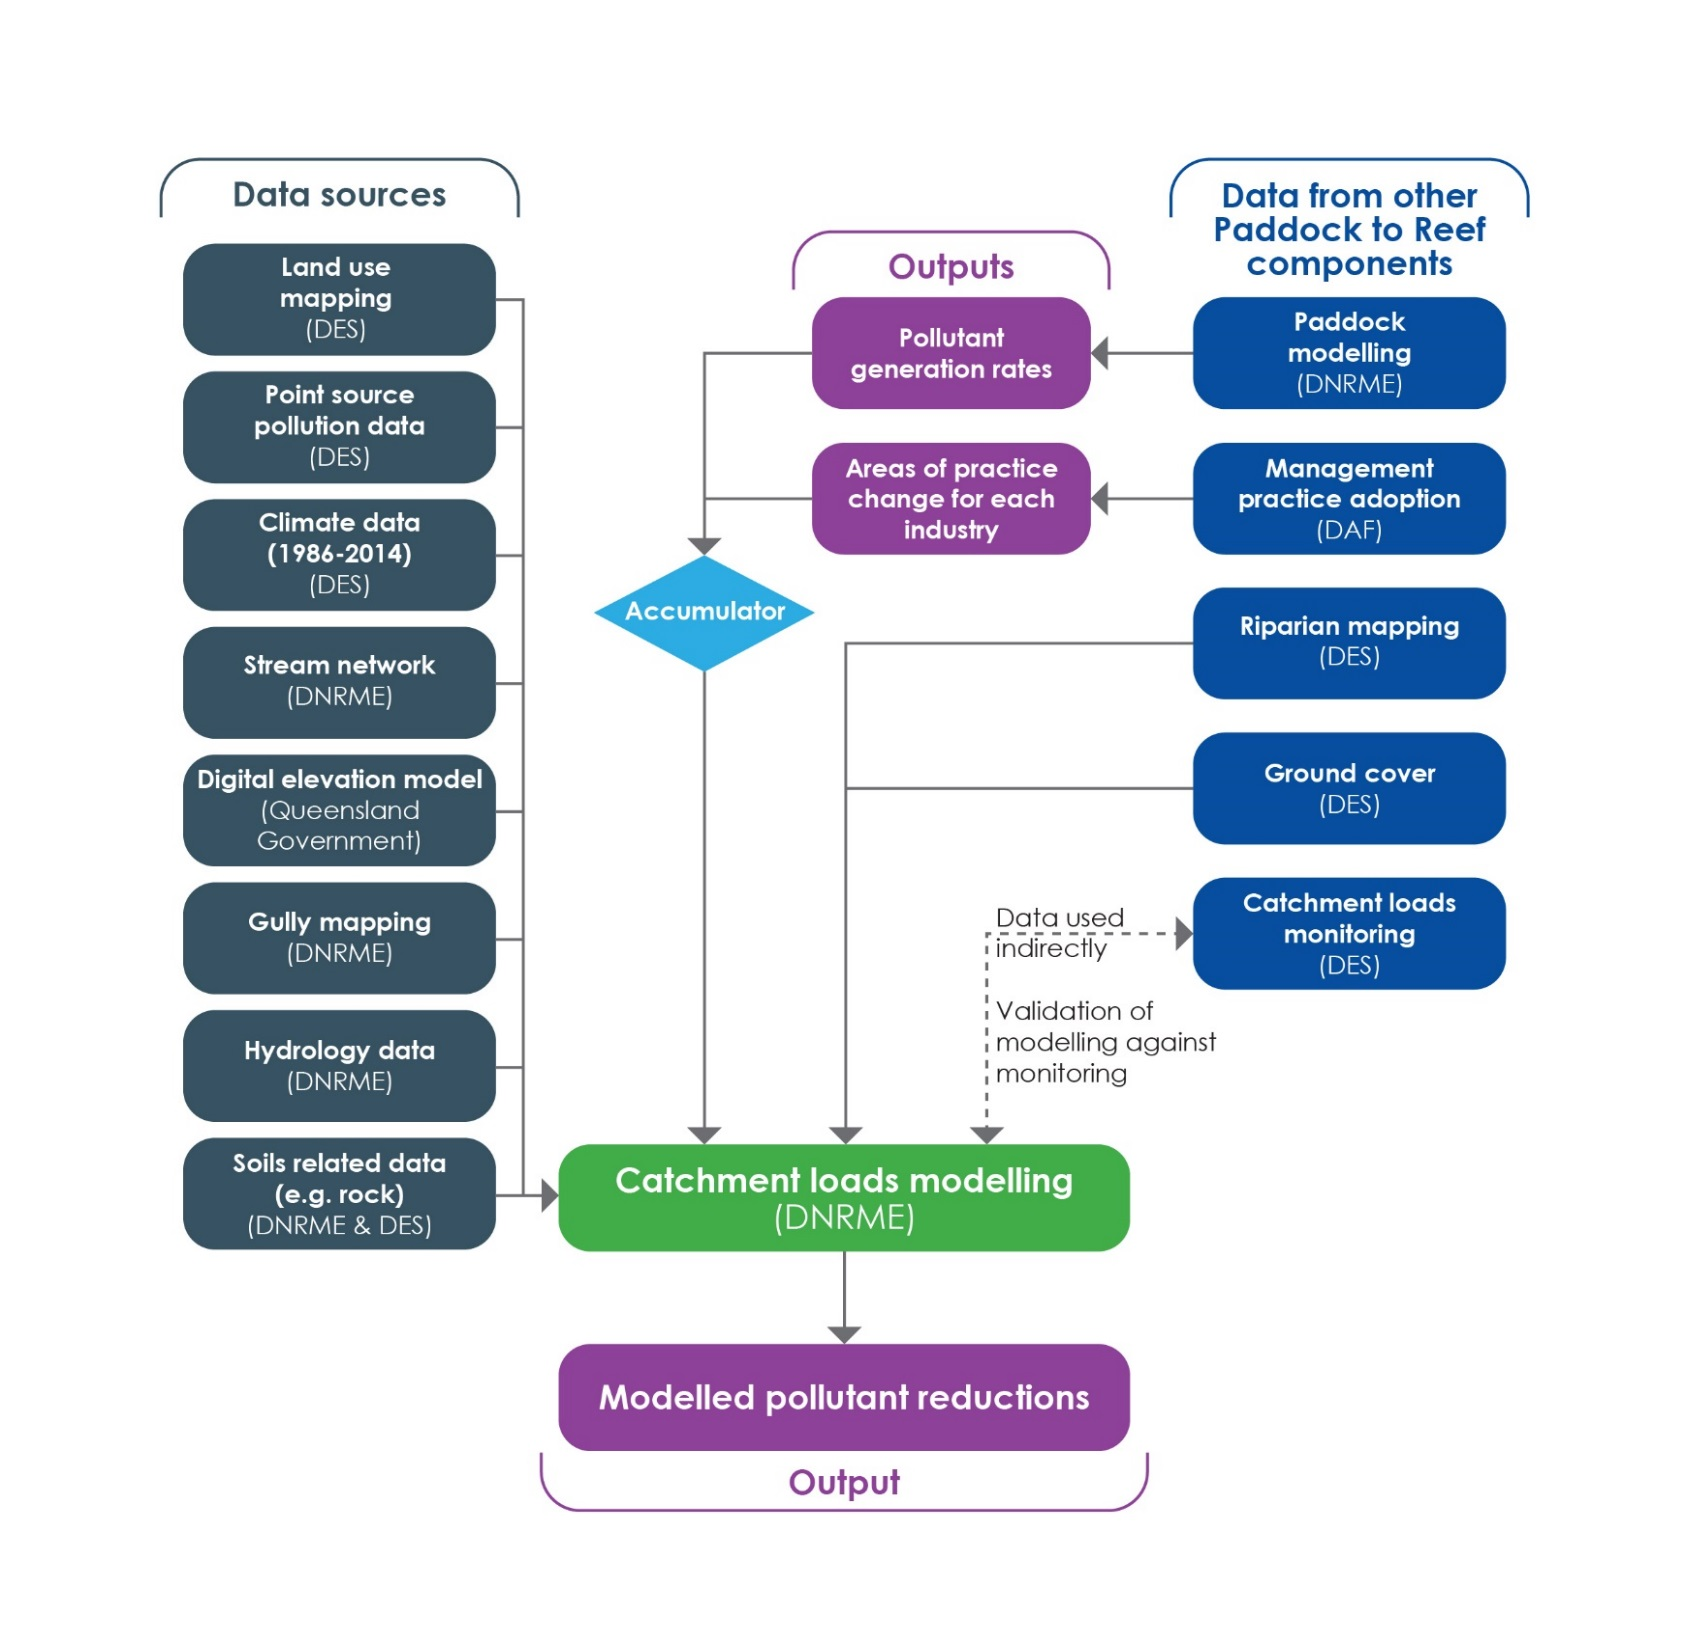 Data sources
Land use
mapping
(DES)
Point source
pollution data
(DES)
Climate data
(1986-2014)
(DES)
Stream network
(DNRME)
Digital elevation model
(Queensland
Government)
Gully mapping
(DNRME)
Hydrology data
(DNRME)
Soils related data
(e.g. rock)
(DNRME & DES)
Outputs
Pollutant
generation rates
Areas of practice
change for each
industry
Accumulator
Data from other
Paddock to Reef
components
Paddock
modelling
(DNRME)
Management
practice adoption
(DAF)
Riparian mapping
(DES)
Ground cover
(DES)
Catchment loads
monitoring
(DES)
Data used
indirectly
Validation of
modelling against
monitoring
Catchment loads modelling
(DNRME)
Modelled pollutant reductions
Output